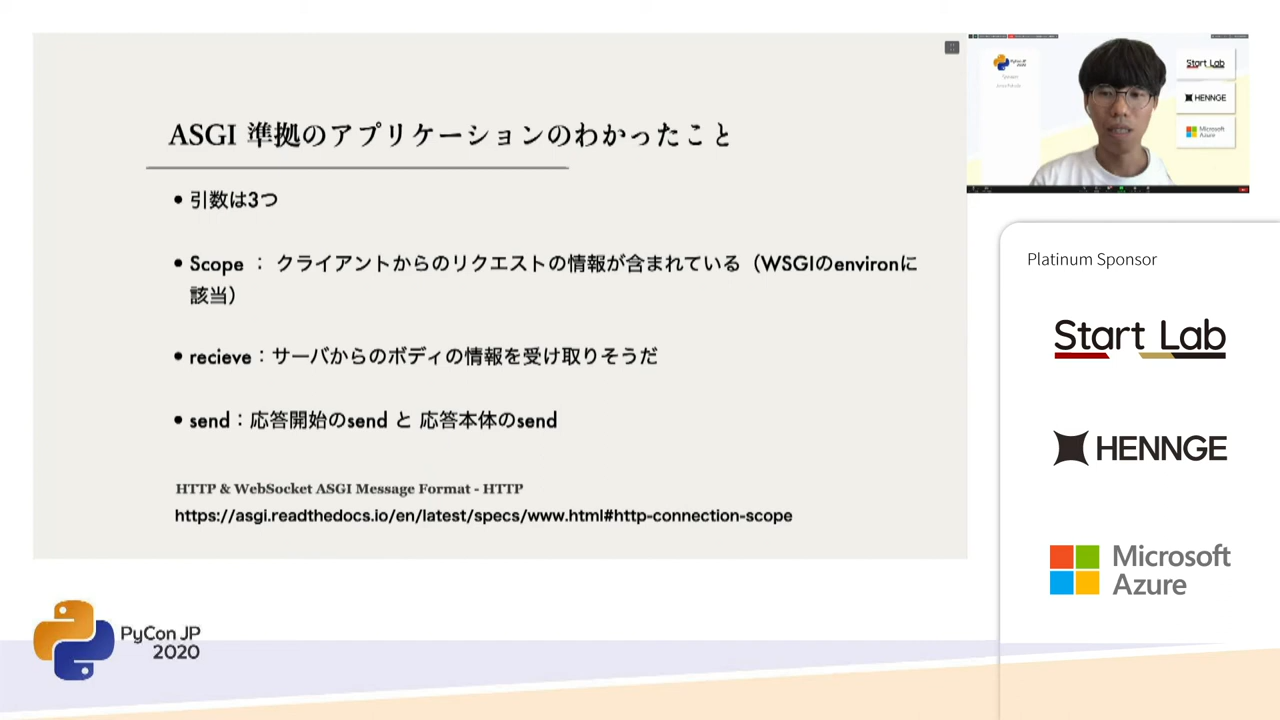 ASGI 準拠のアプリケーションのわかったこと
• 引数は3つ
• Scope ： クライアントからのリクエストの情報が含まれている（WSGIのenvironに
該当）
• recieve：サーバからのボディの情報を受け取りそうだ
• send：応答開始のsend と 応答本体のsend
HTTP & WebSocket ASGI Message Format - HTTP
https://asgi.readthedocs.io/en/latest/specs/www.html#http-connection-scope
PyCon JP
2020
Start Lab
HENNGE
Microsoft
Azure
Platinum Sponsor
Start Lab
HENNGE
Microsoft
Azure
PyCon JP
2020